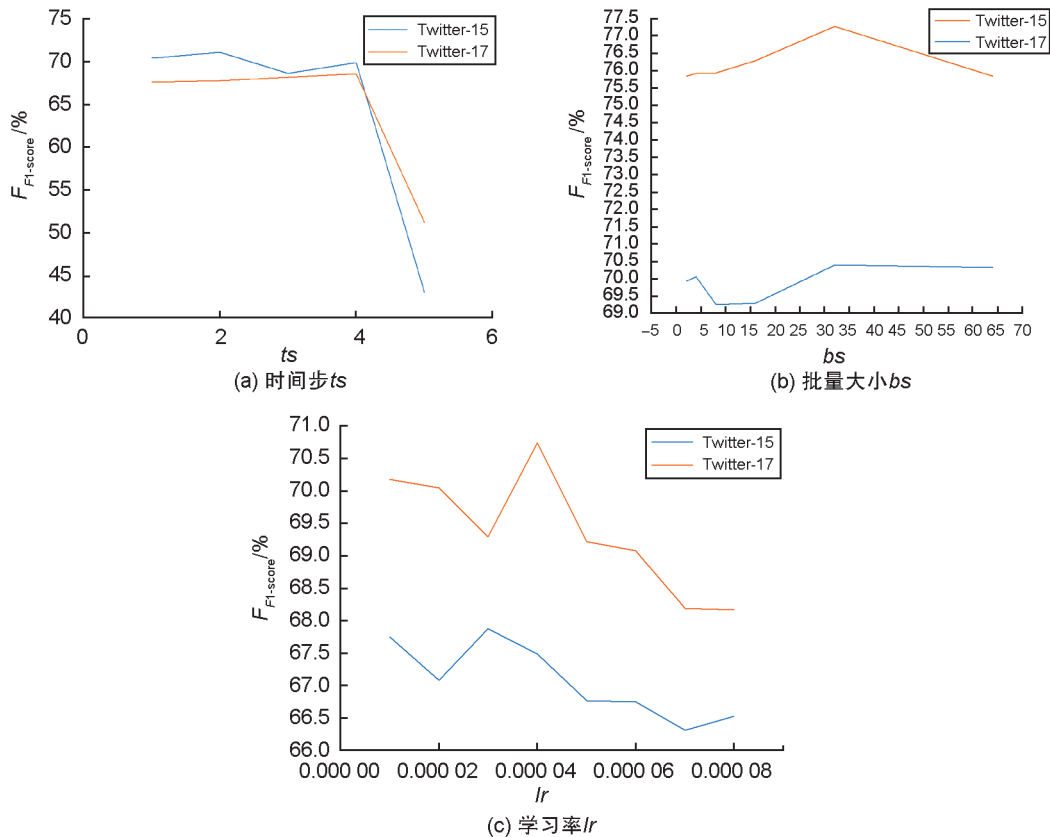 75
70
65
60
55
50
45
40
0
2
4
6
F_F1-score/%
Twitter-15
Twitter-17
ts
(a) 时间步ts
77.5
77.0
76.5
76.0
75.5
75.0
74.5
74.0
73.5
73.0
72.5
72.0
71.5
71.0
70.5
70.0
69.5
69.0
-5 0 5 10 15 20 25 30 35 40 45 50 55 60 65 70
F_F1-score/%
Twitter-15
Twitter-17
bs
(b) 批量大小bs
71.0
70.5
70.0
69.5
69.0
68.5
68.0
67.5
67.0
66.5
66.0
0.000 00 0.000 02 0.000 04 0.000 06 0.000 08
F_F1-score/%
Twitter-15
Twitter-17
lr
(c) 学习率lr